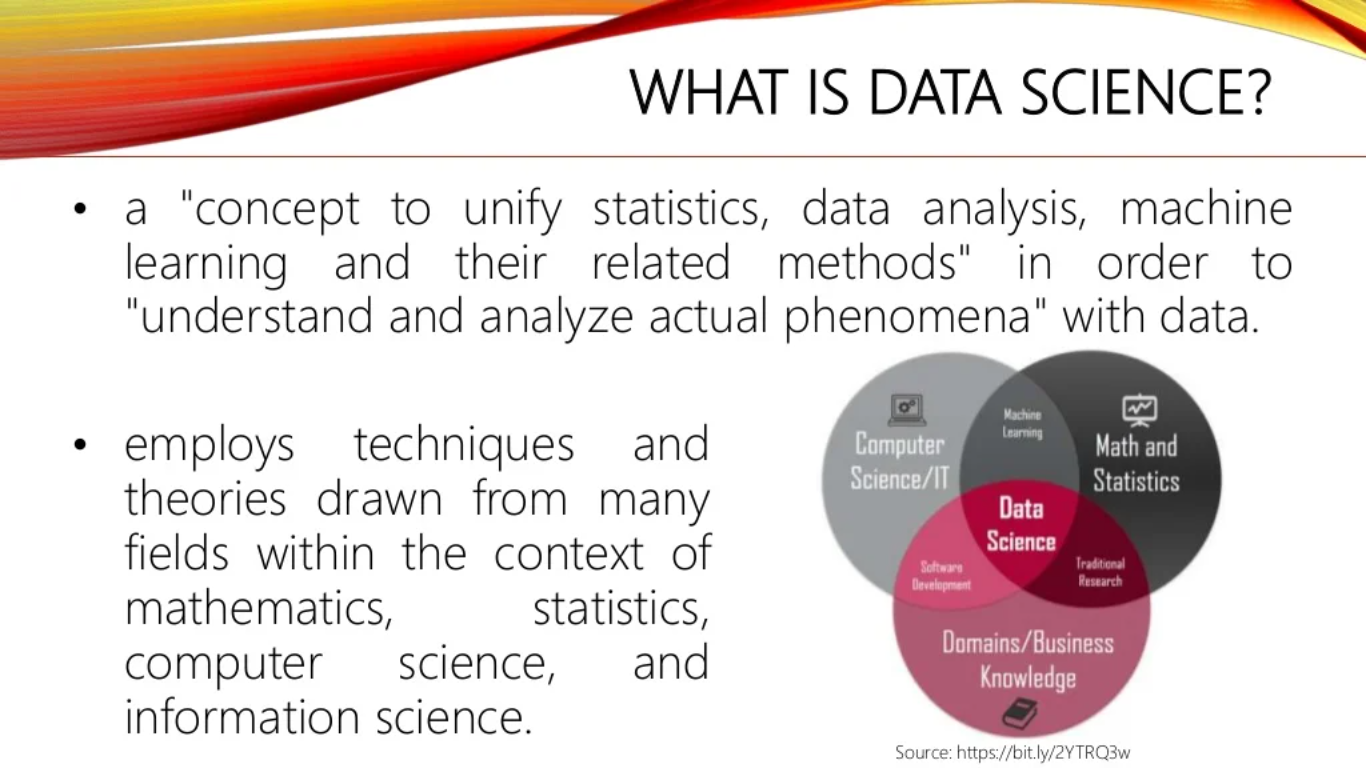 WHAT IS DATA SCIENCE?
• a "concept to unify statistics, data analysis, machine
learning and their related methods" in order to
"understand and analyze actual phenomena" with data.
• employs techniques and
theories drawn from many
fields within the context of
mathematics, statistics,
computer science, and
information science.
Computer
Science/IT
Machine
Learning
Math and
Statistics
Data
Science
Software
Development
Traditional
Research
Domains/Business
Knowledge
Source: https://bit.ly/2YTRQ3w